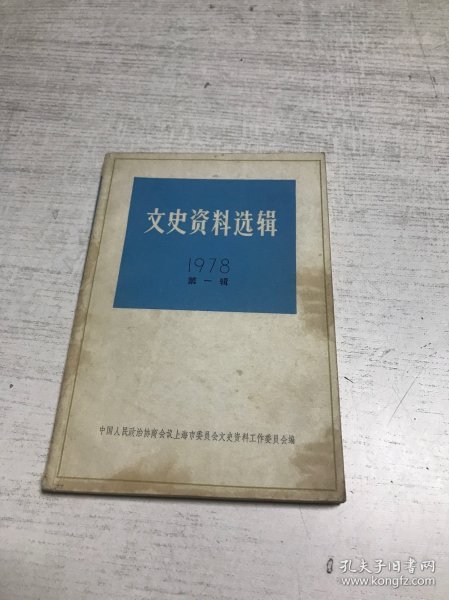 文史资料选辑
1978
第一辑
中国人民政治协商会议上海市委员会文史资料工作委员会编
孔夫子旧书网
www.kongfz.com